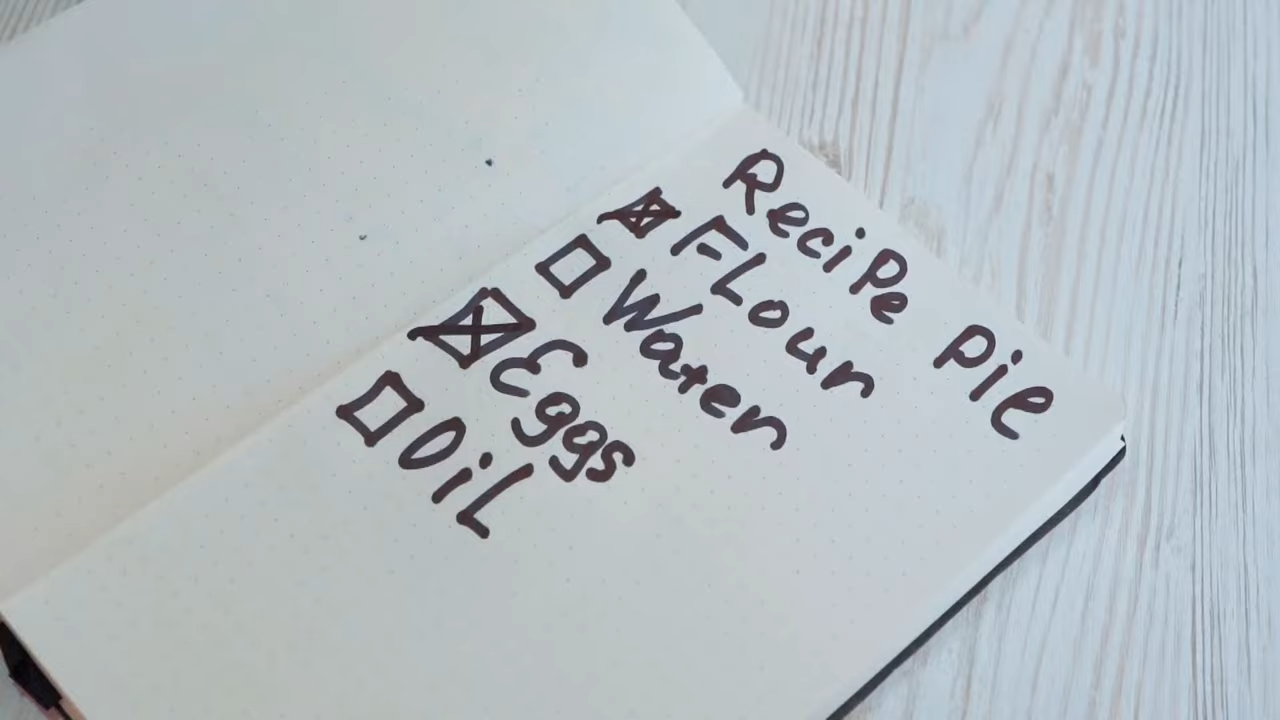 Recipe Pie
☒ Flour
☐ Water
☒ Eggs
☐ Oil